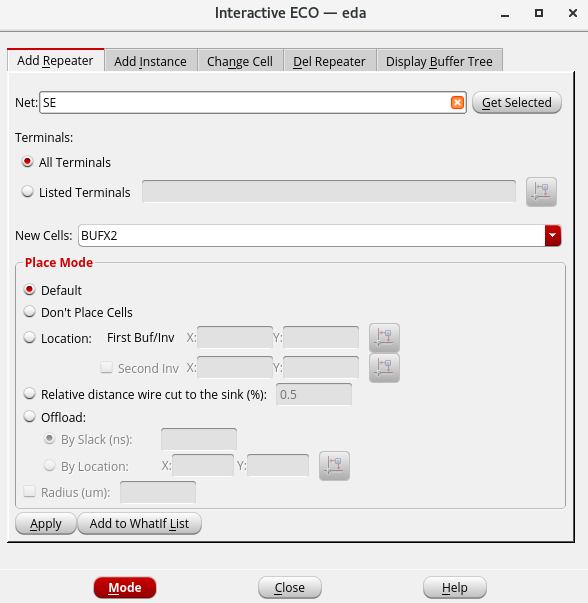 Interactive ECO — eda
Add Repeater Add Instance Change Cell Del Repeater Display Buffer Tree
Net: SE Get Selected
Terminals:
All Terminals
Listed Terminals
New Cells: BUFX2
Place Mode
Default
Don't Place Cells
Location: First Buf/Inv X: Y:
Second Inv X: Y:
Relative distance wire cut to the sink (%): 0.5
Offload:
By Slack (ns):
By Location: X: Y:
Radius (um):
Apply Add to WhatIf List
Mode Close Help